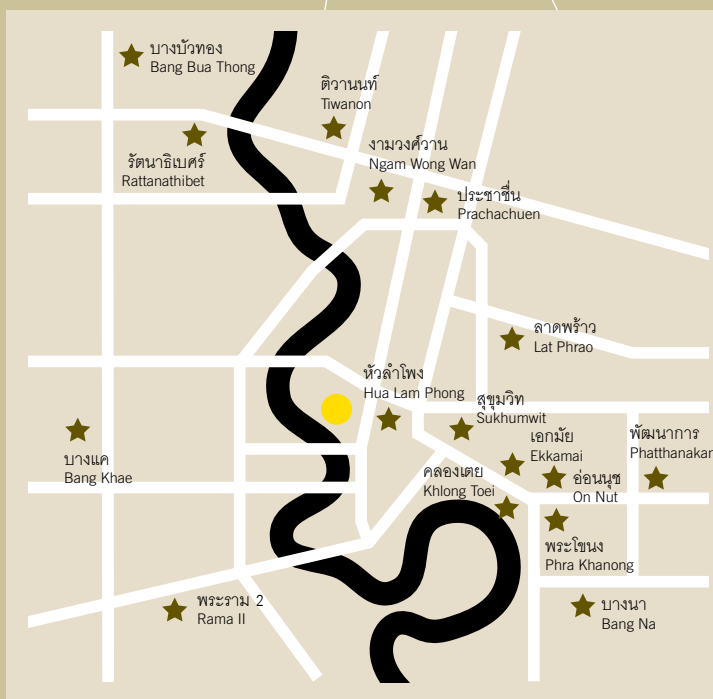 บางบัวทอง
Bang Bua Thong
ติวานนท์
Tiwanon
รัตนาธิเบศร์
Rattanathibet
งามวงศ์วาน
Ngam Wong Wan
ประชาชื่น
Prachachuen
ลาดพร้าว
Lat Phrao
หัวลำโพง
Hua Lam Phong
สุขุมวิท
Sukhumwit
เอกมัย
Ekkamai
พัฒนาการ
Phatthanakar
บางแค
Bang Khae
คลองเตย
Khlong Toei
อ่อนนุช
On Nut
พระโขนง
Phra Khanong
พระราม 2
Rama II
บางนา
Bang Na